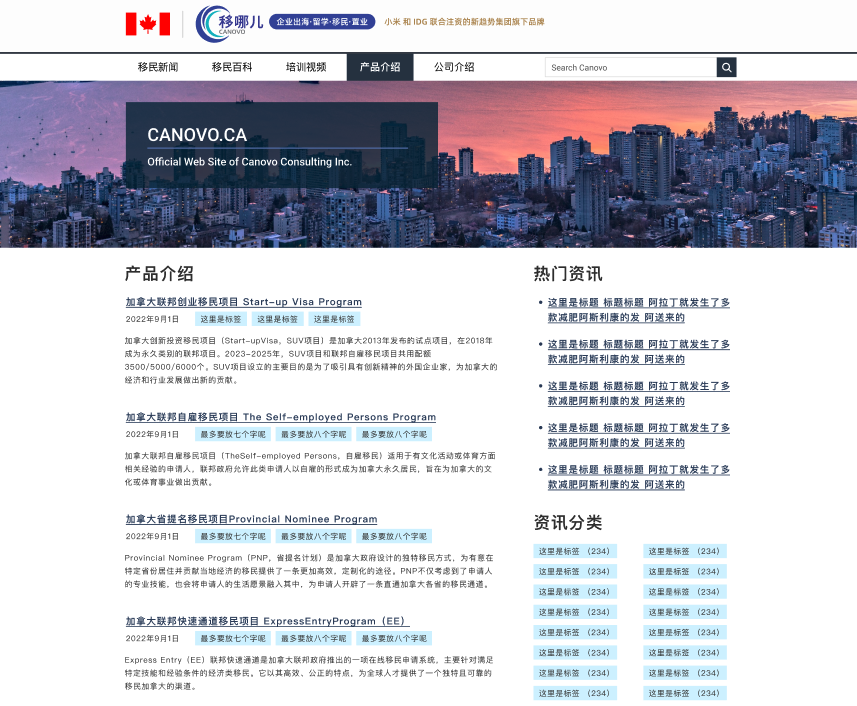 移哪儿
CANOVO
企业出海·留学·移民·置业
小米 和 IDG 联合注资的新趋势集团旗下品牌
移民新闻
移民百科
培训视频
产品介绍
公司介绍
Search Canovo
CANOVO.CA
Official Web Site of Canovo Consulting Inc.
产品介绍
加拿大联邦创业移民项目 Start-up Visa Program
2022年9月1日 这里是标签 这里是标签 这里是标签
加拿大创新投资移民项目（Start-upVisa，SUV项目）是加拿大2013年发布的试点项目，在2018年
成为永久类别的联邦项目。2023-2025年，SUV项目和联邦自雇移民项目共用配额
3500/5000/6000个。SUV项目设立的主要目的是为了吸引具有创新精神的外国企业家，为加拿大的
经济和行业发展做出新的贡献。
加拿大联邦自雇移民项目 The Self-employed Persons Program
2022年9月1日 最多要放七个字呢 最多要放八个字呢 最多要放八个字呢
加拿大联邦自雇移民项目（TheSelf-employed Persons，自雇移民）适用于有文化活动或体育方面
相关经验的申请人，联邦政府允许此类申请人以自雇的形式成为加拿大永久居民，旨在为加拿大的文
化或体育事业做出贡献。
加拿大省提名移民项目Provincial Nominee Program
2022年9月1日 最多要放七个字呢 最多要放八个字呢 最多要放八个字呢
Provincial Nominee Program（PNP，省提名计划）是加拿大政府设计的独特移民方式，为有意在
特定省份居住并贡献当地经济的移民提供了一条更加高效，定制化的途径。PNP不仅考虑到了申请人
的专业技能，也会将申请人的生活愿景融入其中，为申请人开辟了一条直通加拿大各省的移民通道。
加拿大联邦快速通道移民项目 ExpressEntryProgram（EE）
2022年9月1日 最多要放七个字呢 最多要放八个字呢 最多要放八个字呢
Express Entry（EE）联邦快速通道是加拿大联邦政府推出的一项在线移民申请系统，主要针对满足
特定技能和经验条件的经济类移民。它以其高效、公正的特点，为全球人才提供了一个独特且可靠的
移民加拿大的渠道。
热门资讯
这里是标题 标题标题 阿拉丁就发生了多
款减肥阿斯利康的发 阿送来的
这里是标题 标题标题 阿拉丁就发生了多
款减肥阿斯利康的发 阿送来的
这里是标题 标题标题 阿拉丁就发生了多
款减肥阿斯利康的发 阿送来的
这里是标题 标题标题 阿拉丁就发生了多
款减肥阿斯利康的发 阿送来的
这里是标题 标题标题 阿拉丁就发生了多
款减肥阿斯利康的发 阿送来的
资讯分类
这里是标签 （234） 这里是标签 （234）
这里是标签 （234） 这里是标签 （234）
这里是标签 （234） 这里是标签 （234）
这里是标签 （234） 这里是标签 （234）
这里是标签 （234） 这里是标签 （234）
这里是标签 （234） 这里是标签 （234）
这里是标签 （234） 这里是标签 （234）
这里是标签 （234） 这里是标签 （234）